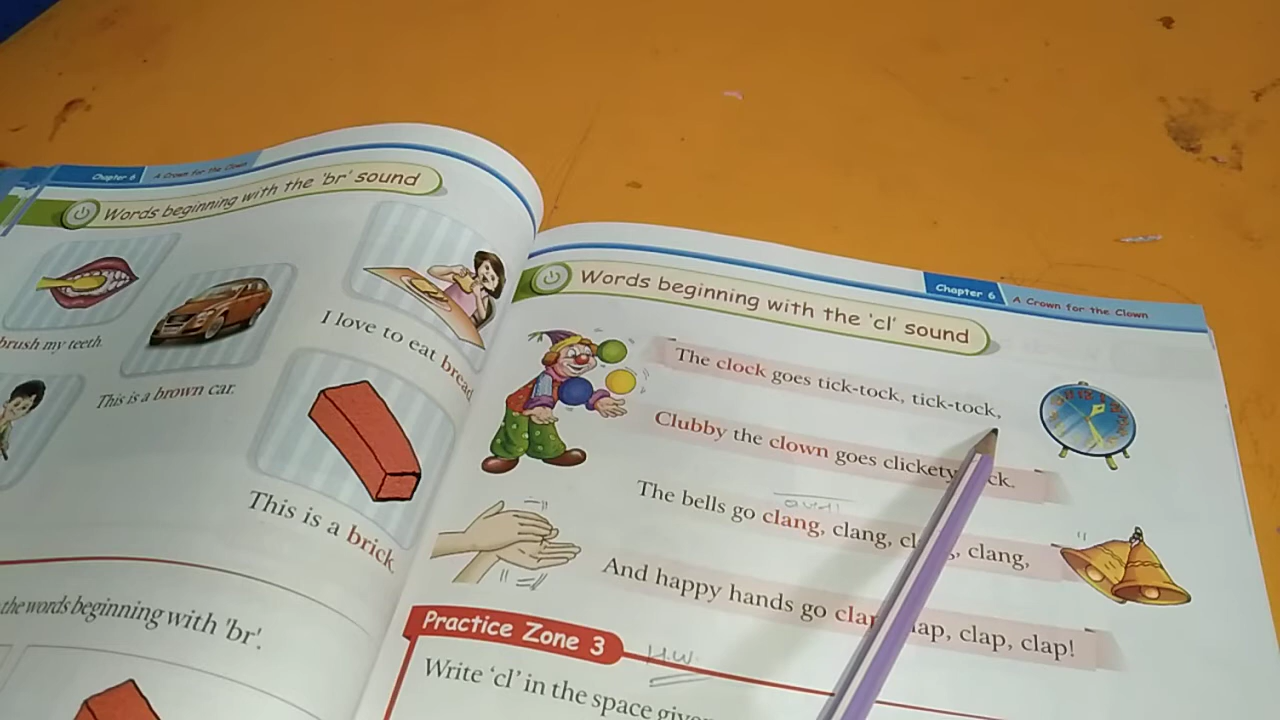 Chapter 6 A Crown for the Clown
Words beginning with the 'br' sound
brush my teeth.
This is a brown car.
I love to eat bread
This is a brick.
the words beginning with 'br'.
Chapter 6 A Crown for the Clown
Words beginning with the 'cl' sound
The clock goes tick-tock, tick-tock,
Clubby the clown goes clickety
The bells go clang, clang, clang,
And happy hands go clap, clap!
Practice Zone 3
H.W
Write 'cl' in the space given